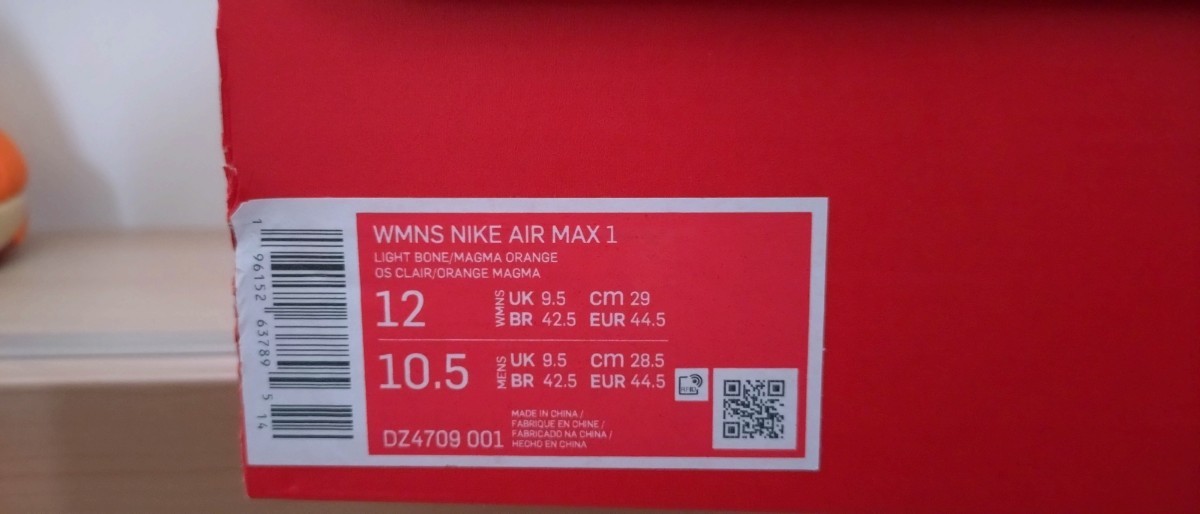 WMNS NIKE AIR MAX 1
LIGHT BONE/MAGMA ORANGE
OS CLAIR/ORANGE MAGMA
12 WMNS UK 9.5 cm 29
BR 42.5 EUR 44.5
10.5 MENS UK 9.5 cm 28.5
BR 42.5 EUR 44.5
DZ4709 001
MADE IN CHINA /
FABRIQUE EN CHINE /
FABRICADO NA CHINA /
HECHO EN CHINA
1 96152 63789 5 14